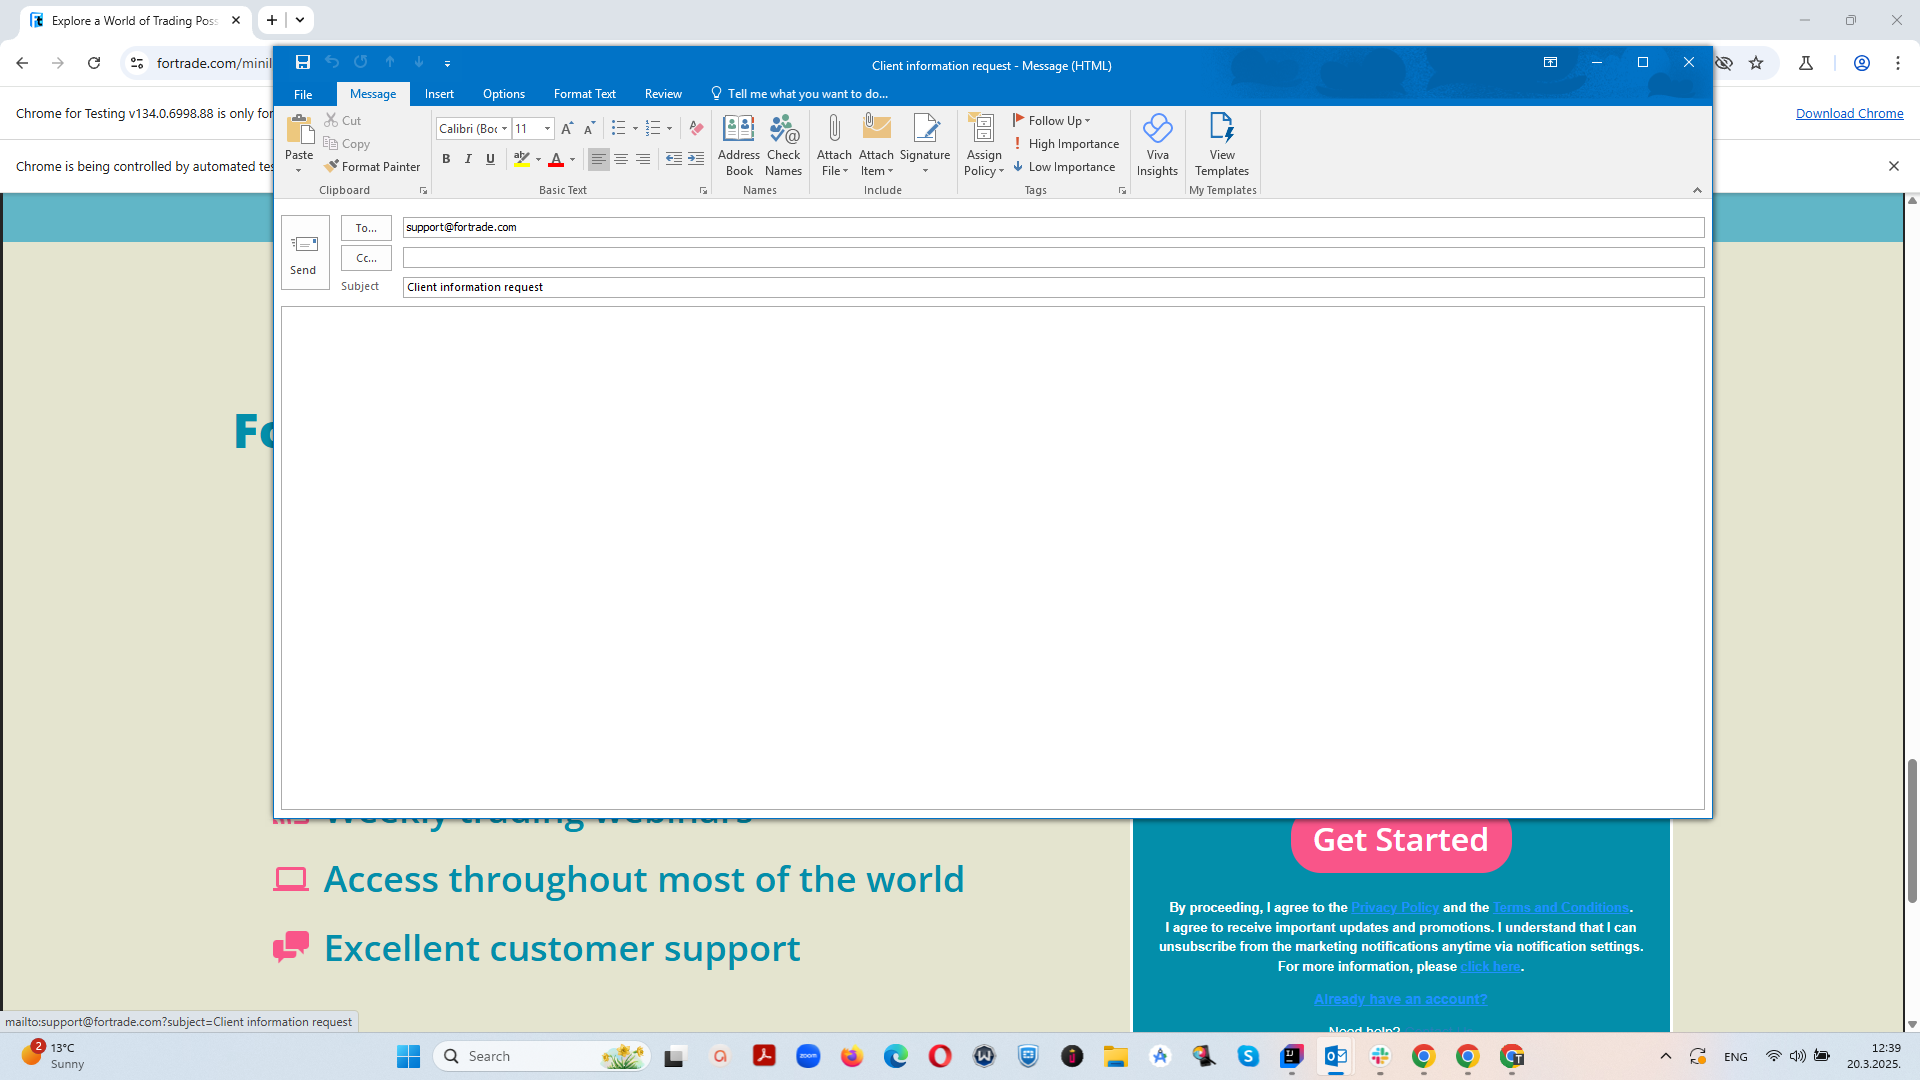 Explore a World of Trading Poss
fortrade.com/minil
Chrome for Testing v134.0.6998.88 is only for
Download Chrome
Chrome is being controlled by automated tes
Client information request - Message (HTML)
File Message Insert Options Format Text Review Tell me what you want to do...
Paste
Cut
Copy
Format Painter
Clipboard
Calibri (Boc 11
B I U
Basic Text
Address Book
Check Names
Names
Attach File
Attach Item
Signature
Include
Assign Policy
Follow Up
High Importance
Low Importance
Tags
Viva Insights
View Templates
My Templates
Send
To... support@fortrade.com
Cc...
Subject Client information request
Fo
Weekly trading webinars
Access throughout most of the world
Excellent customer support
Get Started
By proceeding, I agree to the Privacy Policy and the Terms and Conditions.
I agree to receive important updates and promotions. I understand that I can
unsubscribe from the marketing notifications anytime via notification settings.
For more information, please click here.
Already have an account?
Need help?
mailto:support@fortrade.com?subject=Client information request
2
13°C
Sunny
Search
zoom
ENG
12:39
20.3.2025.